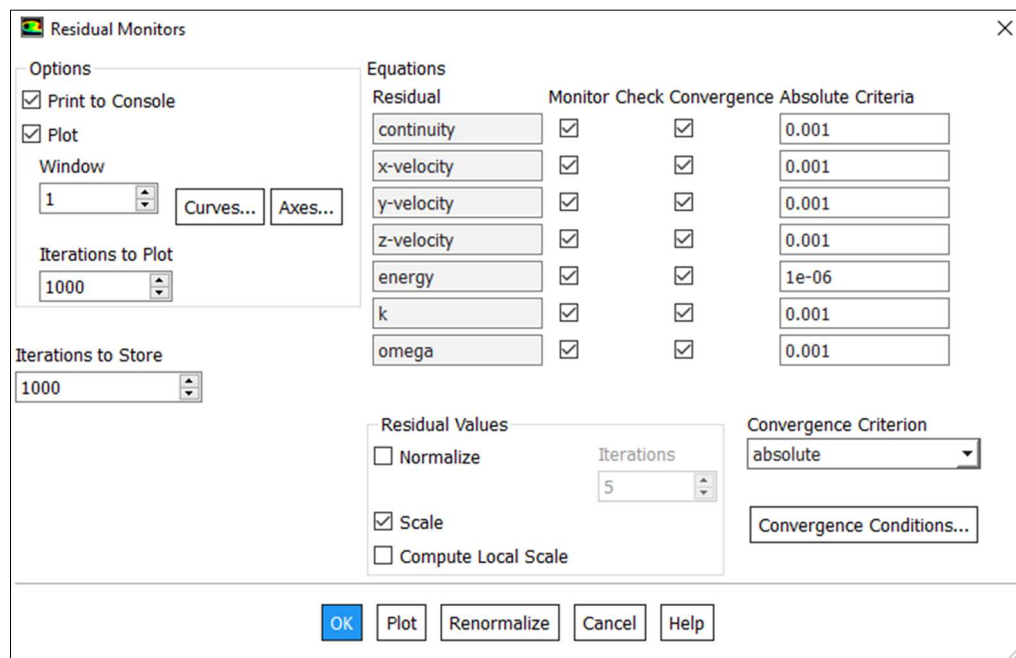 Residual Monitors
Options
Print to Console
Plot
Window
1
Curves...
Axes...
Iterations to Plot
1000
Iterations to Store
1000
Equations
Residual Monitor Check Convergence Absolute Criteria
continuity 0.001
x-velocity 0.001
y-velocity 0.001
z-velocity 0.001
energy 1e-06
k 0.001
omega 0.001
Residual Values
Normalize
Iterations
5
Scale
Compute Local Scale
Convergence Criterion
absolute
Convergence Conditions...
OK Plot Renormalize Cancel Help